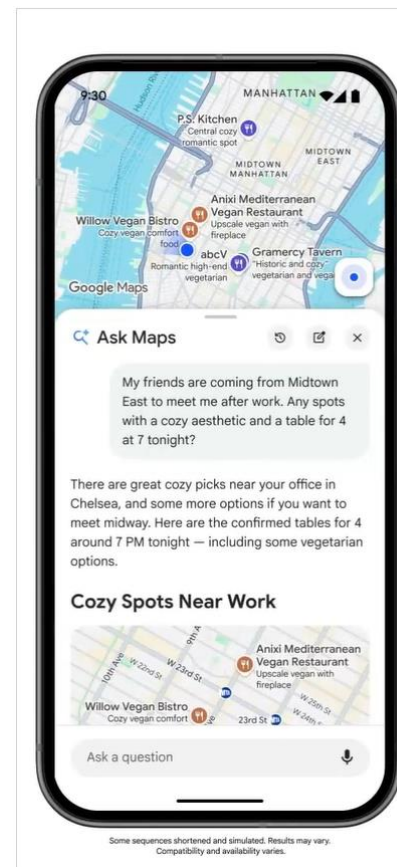 9:30
MANHATTAN
P.S. Kitchen
Central cozy
romantic spot
MIDTOWN
EAST
MIDTOWN
MANHATTAN
Anixi Mediterranean
Vegan Restaurant
Upscale vegan with
fireplace
Willow Vegan Bistro
Cozy vegan comfort
food
abcV
Romantic high-end
vegetarian
Gramercy Tavern
"Historic and cozy"
vegetarian and vega
Google Maps
Ask Maps
My friends are coming from Midtown
East to meet me after work. Any spots
with a cozy aesthetic and a table for 4
at 7 tonight?
There are great cozy picks near your office in
Chelsea, and some more options if you want to
meet midway. Here are the confirmed tables for 4
around 7 PM tonight — including some vegetarian
options.
Cozy Spots Near Work
9th A
10th Ave
W 22nd St
W 23rd St
Anixi Mediterranean
Vegan Restaurant
Upscale vegan with
fireplace
Willow Vegan Bistro
Cozy vegan comfort
23rd St
W 25th St
W 24th St
Ask a question
Some sequences shortened and simulated. Results may vary.
Compatibility and availability varies.